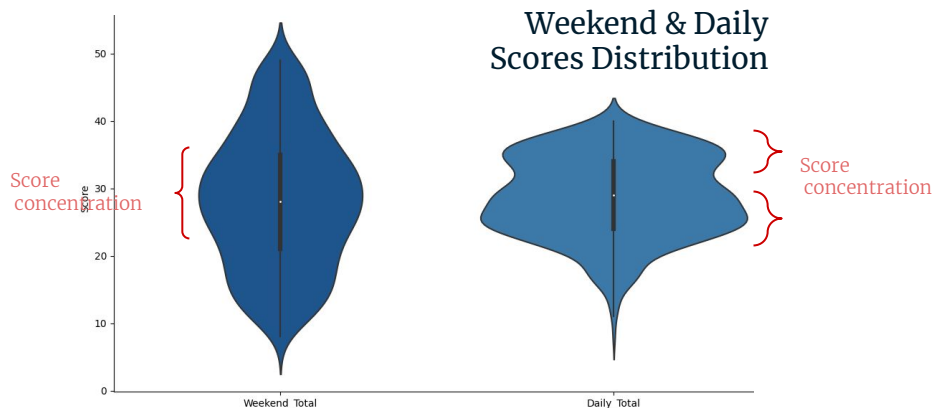 Weekend & Daily
Scores Distribution
50
40
30
20
10
0
score
Score
concentration
Score
concentration
Weekend_Total
Daily_Total